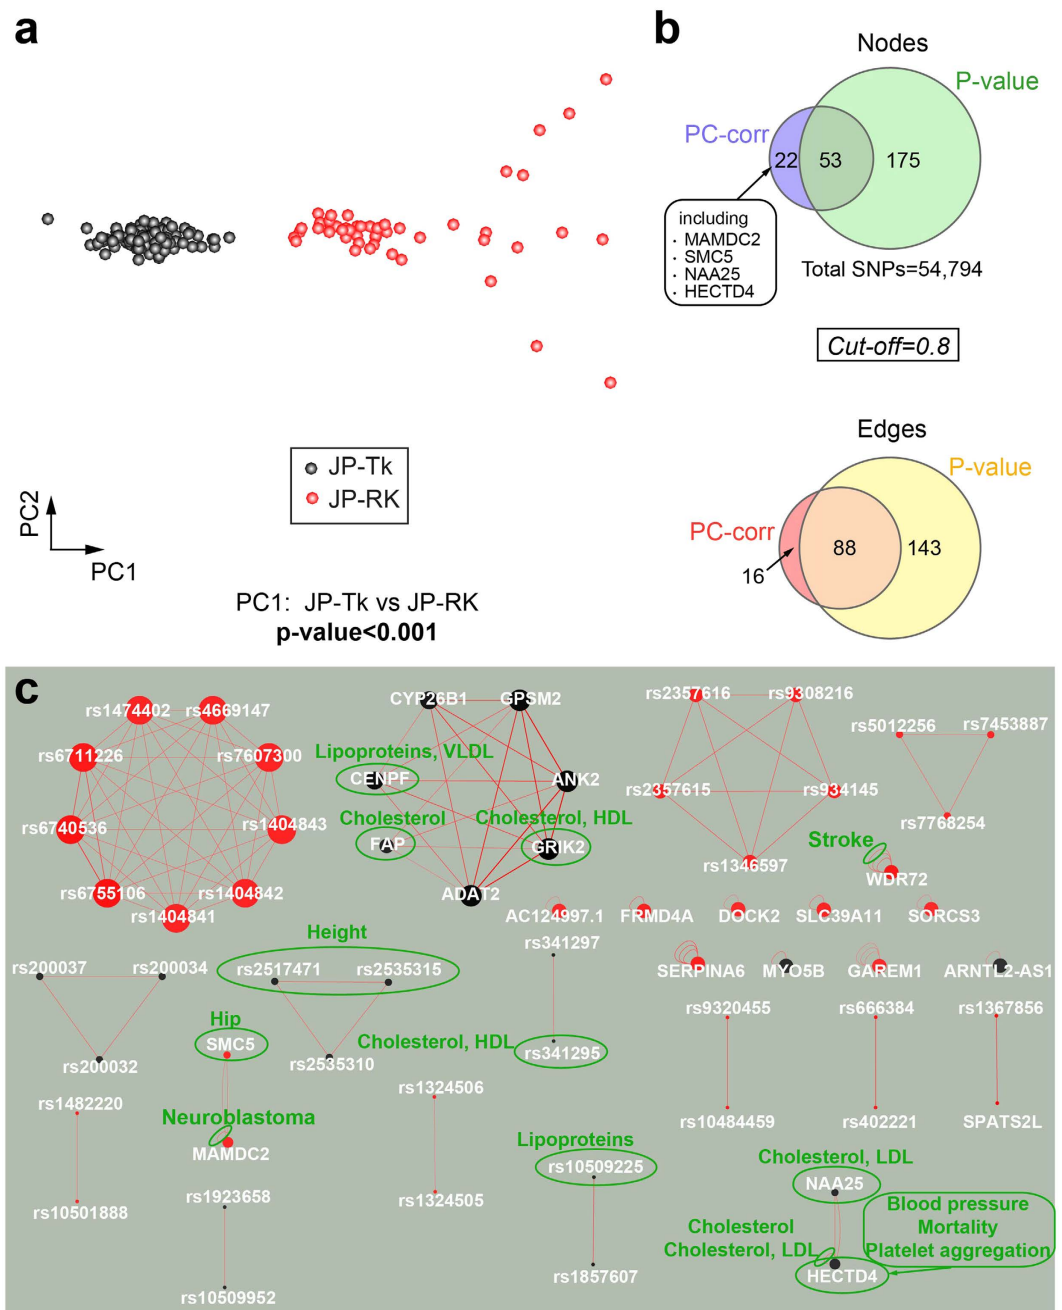 a
JP-Tk
JP-RK
PC2
PC1
PC1: JP-Tk vs JP-RK
p-value<0.001
b
Nodes
P-value
PC-corr
22
53
175
including
· MAMDC2
· SMC5
· NAA25
· HECTD4
Total SNPs=54,794
Cut-off=0.8
Edges
P-value
PC-corr
88
143
16
c
rs1474402
rs4669147
rs6711226
rs7607300
rs6740536
rs1404843
rs6755106
rs1404842
rs1404841
CYP26B1
GPSM2
Lipoproteins, VLDL
CENPF
ANK2
Cholesterol
Cholesterol, HDL
FAP
GRIK2
ADAT2
rs2357616
rs9308216
rs2357615
rs934145
rs1346597
rs5012256
rs7453887
rs7768254
Stroke
WDR72
AC124997.1
FRMD4A
DOCK2
SLC39A11
SORCS3
SERPINA6
MYO5B
GAREM1
ARNTL2-AS1
rs200037
rs200034
rs200032
Height
rs2517471
rs2535315
rs2535310
rs341297
Cholesterol, HDL
rs341295
Hip
SMC5
Neuroblastoma
MAMDC2
rs9320455
rs10484459
rs666384
rs402221
rs1367856
SPATS2L
rs1482220
rs10501888
rs1923658
rs10509952
rs1324506
rs1324505
Lipoproteins
rs10509225
rs1857607
Cholesterol, LDL
NAA25
Cholesterol
Cholesterol, LDL
HECTD4
Blood pressure
Mortality
Platelet aggregation